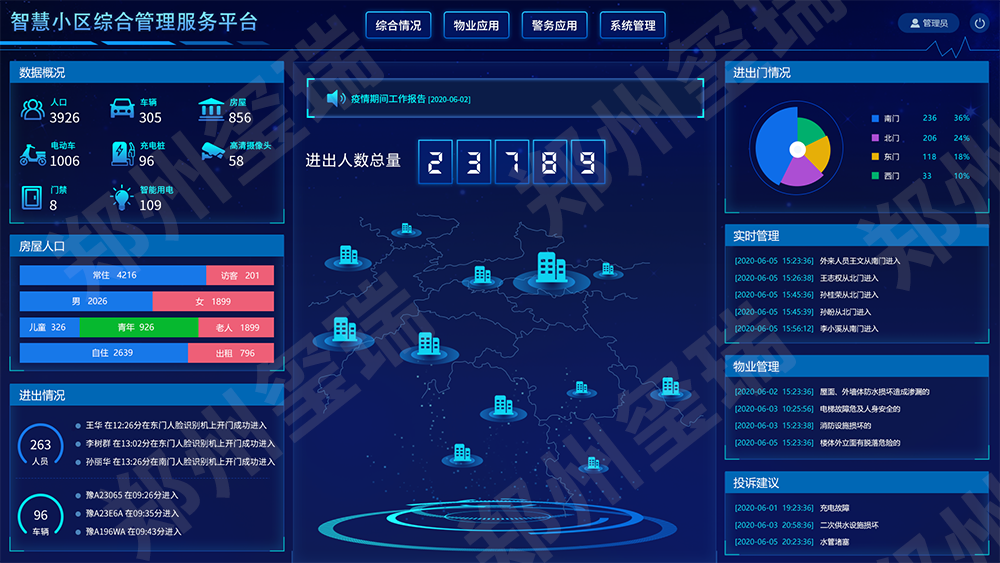 智慧小区综合管理服务平台
综合情况 物业应用 警务应用 系统管理
管理员
数据概况
人口 3926
车辆 305
房屋 856
电动车 1006
充电桩 96
高清摄像头 58
门禁 8
智能用电 109
房屋人口
常住 4216 访客 201
男 2026 女 1899
儿童 326 青年 926 老人 1899
自住 2639 出租 796
进出情况
263 人员
王华 在12:26分在东门人脸识别机上开门成功进入
李树群 在13:02分在东门人脸识别机上开门成功进入
孙丽华 在13:26分在南门人脸识别机上开门成功进入
96 车辆
豫A23065 在09:26分进入
豫A23E6A 在09:35分进入
豫A196WA 在09:43分进入
疫情期间工作报告 [2020-06-02]
进出人数总量 2 3 7 8 9
进出门情况
南门 236 36%
北门 206 24%
东门 118 18%
西门 33 10%
实时管理
[2020-06-05 15:23:36] 外来人员王文从南门进入
[2020-06-05 15:26:38] 王志权从北门进入
[2020-06-05 15:45:36] 孙桂荣从北门进入
[2020-06-05 15:45:39] 孙盼从北门进入
[2020-06-05 15:56:12] 李小溪从南门进入
物业管理
[2020-06-02 15:23:36] 屋面、外墙体防水损坏造成渗漏的
[2020-06-03 10:25:56] 电梯故障危及人身安全的
[2020-06-03 15:23:38] 消防设施损坏的
[2020-06-05 15:23:36] 楼体外立面有脱落危险的
投诉建议
[2020-06-01 19:23:36] 充电故障
[2020-06-03 20:58:36] 二次供水设施损坏
[2020-06-05 20:23:36] 水管堵塞
郑州玺瑞
郑州玺瑞
郑州玺瑞
郑州玺瑞